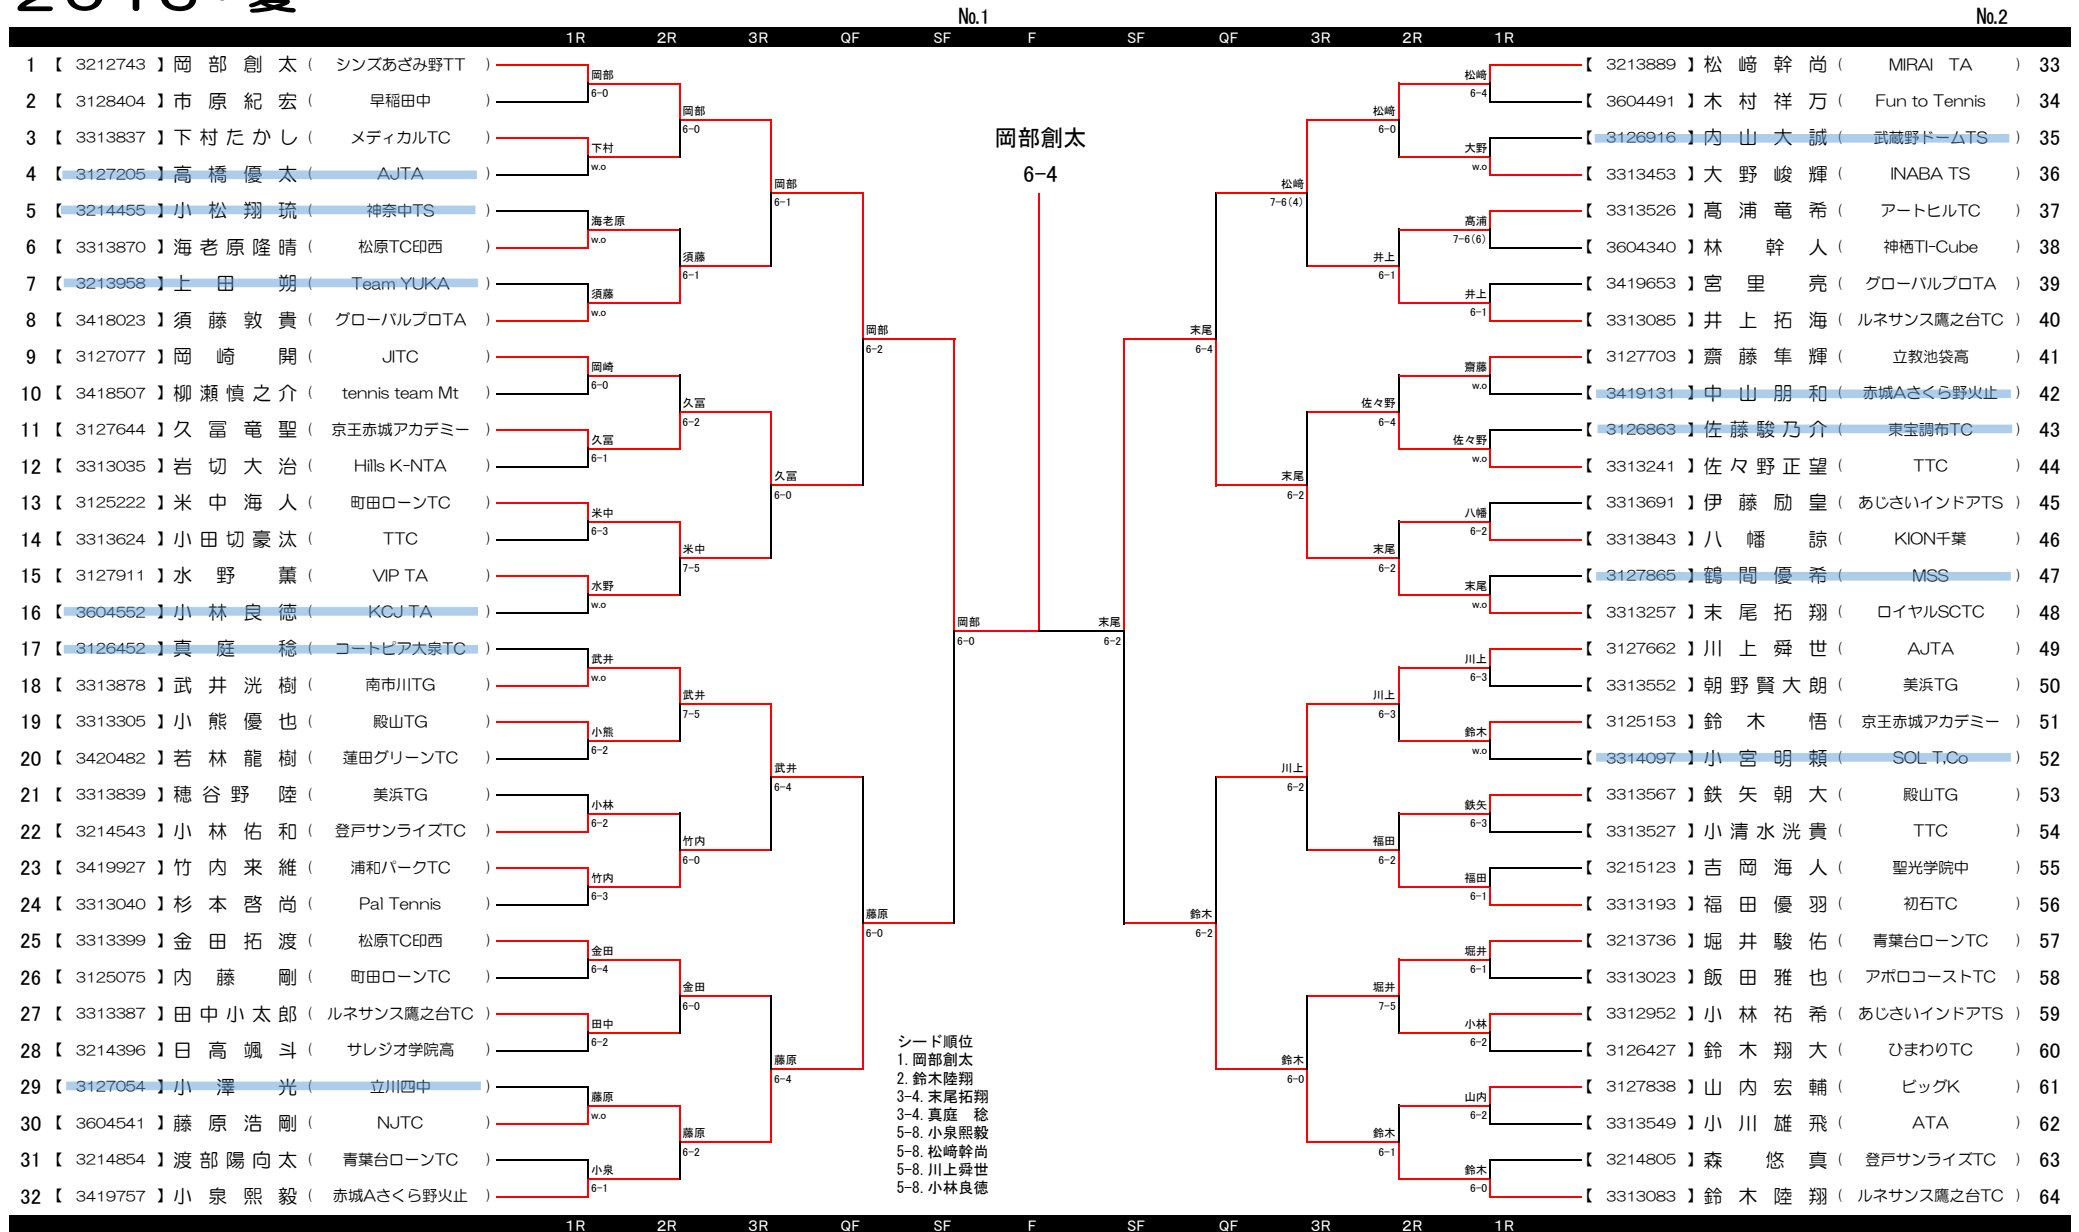 No.1
No.2
1R 2R 3R QF SF F SF QF 3R 2R 1R
1 【 3212743 】 岡部創太 ( シンズあざみ野TT )
2 【 3128404 】 市原紀宏 ( 早稲田中 )
3 【 3313837 】 下村たかし ( メディカルTC )
4 【 3127205 】 高橋優太 ( AJTA )
5 【 3214455 】 小松翔琉 ( 神奈中TS )
6 【 3313870 】 海老原隆晴 ( 松原TC印西 )
7 【 3213958 】 上田朔 ( Team YUKA )
8 【 3418023 】 須藤敦貴 ( グローバルプロTA )
9 【 3127077 】 岡崎開 ( JITC )
10 【 3418507 】 柳瀬慎之介 ( tennis team Mt )
11 【 3127644 】 久冨竜聖 ( 京王赤城アカデミー )
12 【 3313035 】 岩切大治 ( Hills K-NTA )
13 【 3125222 】 米中海人 ( 町田ローンTC )
14 【 3313624 】 小田切豪汰 ( TTC )
15 【 3127911 】 水野薫 ( VIP TA )
16 【 3604552 】 小林良徳 ( KCJ TA )
17 【 3126452 】 真庭稔 ( コートピア大泉TC )
18 【 3313878 】 武井洸樹 ( 南市川TG )
19 【 3313305 】 小熊優也 ( 殿山TG )
20 【 3420482 】 若林龍樹 ( 蓮田グリーンTC )
21 【 3313839 】 穂谷野陸 ( 美浜TG )
22 【 3214543 】 小林佑和 ( 登戸サンライズTC )
23 【 3419927 】 竹内来維 ( 浦和パークTC )
24 【 3313040 】 杉本啓尚 ( Pal Tennis )
25 【 3313399 】 金田拓渡 ( 松原TC印西 )
26 【 3125075 】 内藤剛 ( 町田ローンTC )
27 【 3313387 】 田中小太郎 ( ルネサンス鷹之台TC )
28 【 3214396 】 日高颯斗 ( サレジオ学院高 )
29 【 3127054 】 小澤光 ( 立川四中 )
30 【 3604541 】 藤原浩剛 ( NJTC )
31 【 3214854 】 渡部陽向太 ( 青葉台ローンTC )
32 【 3419757 】 小泉熙毅 ( 赤城Aさくら野火止 )
岡部
6-0
下村
w.o
海老原
w.o
須藤
w.o
岡崎
6-0
久冨
6-1
米中
6-3
水野
w.o
武井
w.o
小熊
6-2
小林
6-2
竹内
6-3
金田
6-4
田中
6-2
藤原
w.o
小泉
6-1
岡部
6-0
須藤
6-1
久冨
6-2
米中
7-5
武井
7-5
竹内
6-0
金田
6-0
藤原
6-2
岡部
6-1
久冨
6-0
武井
6-4
藤原
6-4
岡部
6-2
藤原
6-0
岡部
6-0
岡部創太
6-4
シード順位
1. 岡部創太
2. 鈴木陸翔
3-4. 末尾拓翔
3-4. 真庭 稔
5-8. 小泉熙毅
5-8. 松﨑幹尚
5-8. 川上舜世
5-8. 小林良徳
末尾
6-2
末尾
6-4
鈴木
6-2
松﨑
7-6(4)
末尾
6-2
川上
6-2
鈴木
6-0
松﨑
6-0
井上
6-1
佐々野
6-4
末尾
6-2
川上
6-3
福田
6-2
堀井
7-5
鈴木
6-1
松﨑
6-4
大野
w.o
髙浦
7-6(6)
井上
6-1
齋藤
w.o
佐々野
w.o
八幡
6-2
末尾
w.o
川上
6-3
鈴木
w.o
鉄矢
6-3
福田
6-1
堀井
6-1
小林
6-2
山内
6-2
鈴木
6-0
【 3213889 】 松﨑幹尚 ( MIRAI TA ) 33
【 3604491 】 木村祥万 ( Fun to Tennis ) 34
【 3126916 】 内山大誠 ( 武蔵野ドームTS ) 35
【 3313453 】 大野峻輝 ( INABA TS ) 36
【 3313526 】 髙浦竜希 ( アートヒルTC ) 37
【 3604340 】 林幹人 ( 神栖TI-Cube ) 38
【 3419653 】 宮里亮 ( グローバルプロTA ) 39
【 3313085 】 井上拓海 ( ルネサンス鷹之台TC ) 40
【 3127703 】 齋藤隼輝 ( 立教池袋高 ) 41
【 3419131 】 中山朋和 ( 赤城Aさくら野火止 ) 42
【 3126863 】 佐藤駿乃介 ( 東宝調布TC ) 43
【 3313241 】 佐々野正望 ( TTC ) 44
【 3313691 】 伊藤励皇 ( あじさいインドアTS ) 45
【 3313843 】 八幡諒 ( KION千葉 ) 46
【 3127865 】 鶴間優希 ( MSS ) 47
【 3313257 】 末尾拓翔 ( ロイヤルSCTC ) 48
【 3127662 】 川上舜世 ( AJTA ) 49
【 3313552 】 朝野賢大朗 ( 美浜TG ) 50
【 3125153 】 鈴木悟 ( 京王赤城アカデミー ) 51
【 3314097 】 小宮明頼 ( SOL T,Co ) 52
【 3313567 】 鉄矢朝大 ( 殿山TG ) 53
【 3313527 】 小清水洸貴 ( TTC ) 54
【 3215123 】 吉岡海人 ( 聖光学院中 ) 55
【 3313193 】 福田優羽 ( 初石TC ) 56
【 3213736 】 堀井駿佑 ( 青葉台ローンTC ) 57
【 3313023 】 飯田雅也 ( アポロコーストTC ) 58
【 3312952 】 小林祐希 ( あじさいインドアTS ) 59
【 3126427 】 鈴木翔大 ( ひまわりTC ) 60
【 3127838 】 山内宏輔 ( ビッグK ) 61
【 3313549 】 小川雄飛 ( ATA ) 62
【 3214805 】 森悠真 ( 登戸サンライズTC ) 63
【 3313083 】 鈴木陸翔 ( ルネサンス鷹之台TC ) 64
1R 2R 3R QF SF F SF QF 3R 2R 1R